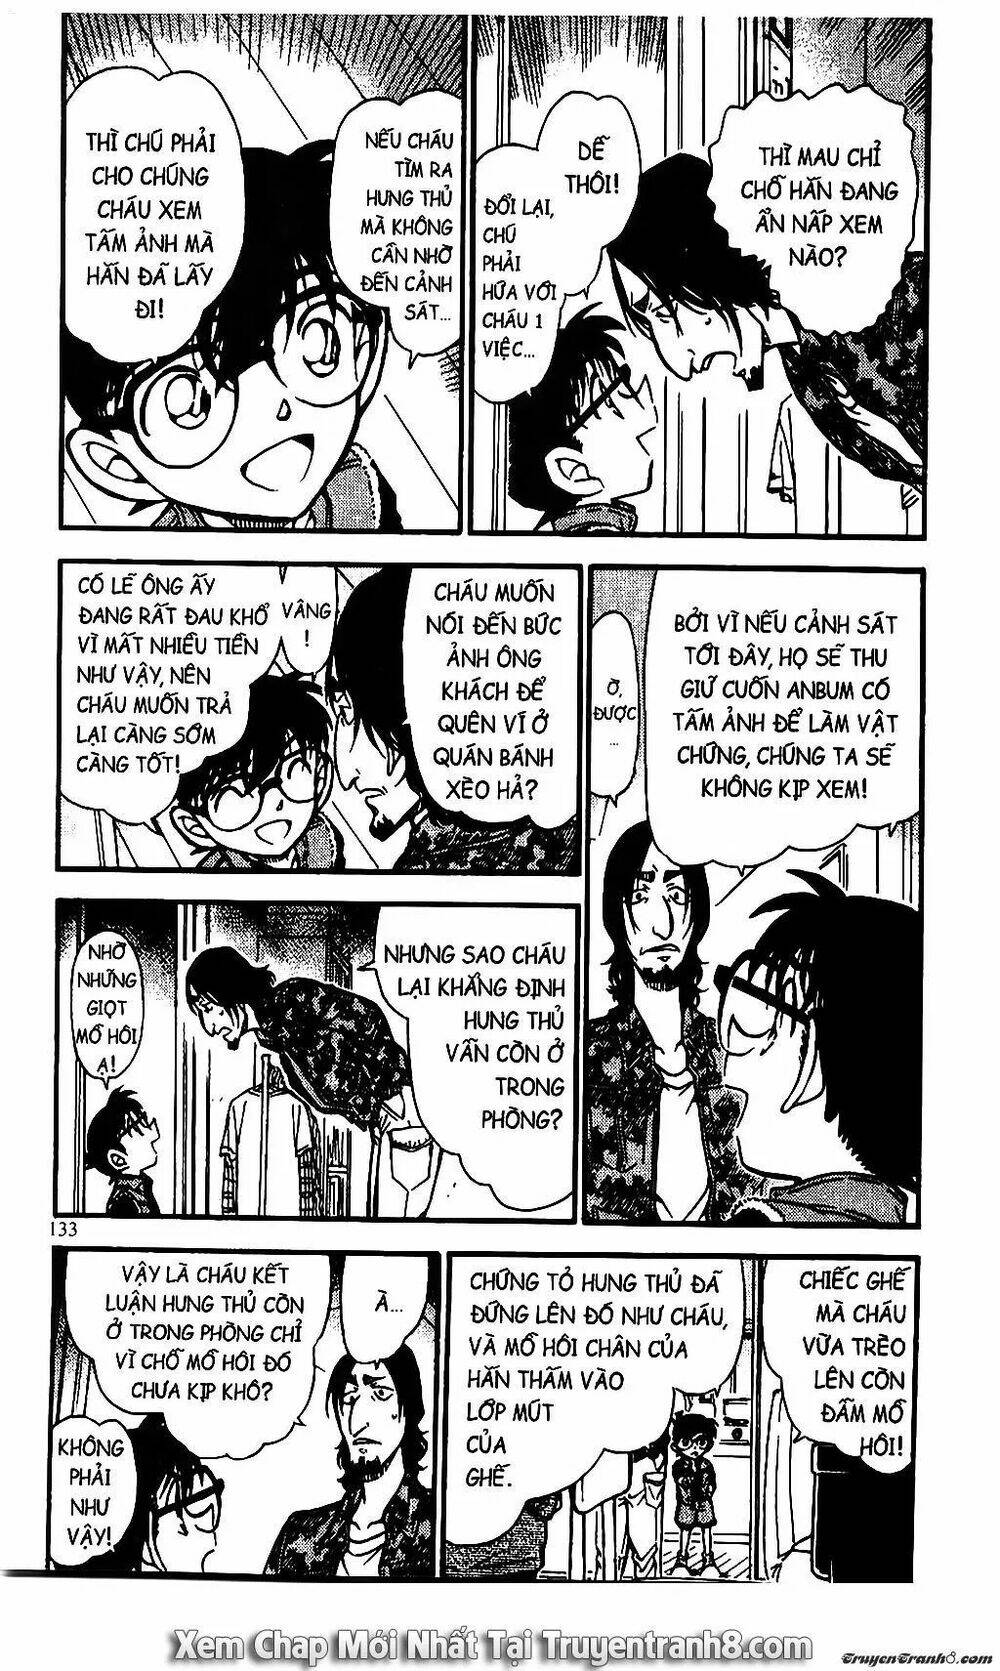 THÌ MAU CHỈ
CHỖ HẮN ĐANG
ẨN NẤP XEM
NÀO?
DỄ
THÔI!
ĐỔI LẠI,
CHÚ
PHẢI
HỨA VỚI
CHÁU 1
VIỆC...
NẾU CHÁU
TÌM RA
HUNG THỦ
MÀ KHÔNG
CẦN NHỜ
ĐẾN CẢNH
SÁT...
THÌ CHÚ PHẢI
CHO CHÚNG
CHÁU XEM
TẤM ẢNH MÀ
HẮN ĐÃ LẤY
ĐI!
BỞI VÌ NẾU CẢNH SÁT
TỚI ĐÂY, HỌ SẼ THU
GIỮ CUỐN ANBUM CÓ
TẤM ẢNH ĐỂ LÀM VẬT
CHỨNG, CHÚNG TA SẼ
KHÔNG KỊP XEM!
Ờ,
ĐƯỢC
...
CHÁU MUỐN
NÓI ĐẾN BỨC
ẢNH ÔNG
KHÁCH ĐỂ
QUÊN VÍ Ở
QUÁN BÁNH
XÈO HẢ?
VÂNG
!
CÓ LẼ ÔNG ẤY
ĐANG RẤT ĐAU KHỔ
VÌ MẤT NHIỀU TIỀN
NHƯ VẬY, NÊN
CHÁU MUỐN TRẢ
LẠI CÀNG SỚM
CÀNG TỐT!
NHƯNG SAO CHÁU
LẠI KHẲNG ĐỊNH
HUNG THỦ
VẪN CÒN Ở
TRONG
PHÒNG?
NHỜ
NHỮNG
GIỌT
MỒ HÔI
Ạ!
133
CHIẾC GHẾ
MÀ CHÁU
VỪA TRÈO
LÊN CÒN
ĐẪM MỒ
HÔI!
CHỨNG TỎ HUNG THỦ ĐÃ
ĐỨNG LÊN ĐÓ NHƯ CHÁU,
VÀ MỒ HÔI CHÂN CỦA
HẮN THẤM VÀO
LỚP MÚT
CỦA
GHẾ.
À...
VẬY LÀ CHÁU KẾT
LUẬN HUNG THỦ CÒN
Ở TRONG PHÒNG CHỈ
VÌ CHỖ MỒ HÔI ĐÓ
CHƯA KỊP KHÔ?
KHÔNG
PHẢI
NHƯ
VẬY!
Xem Chap Mới Nhất Tại Truyentranh8.com
TruyenTranh8.com